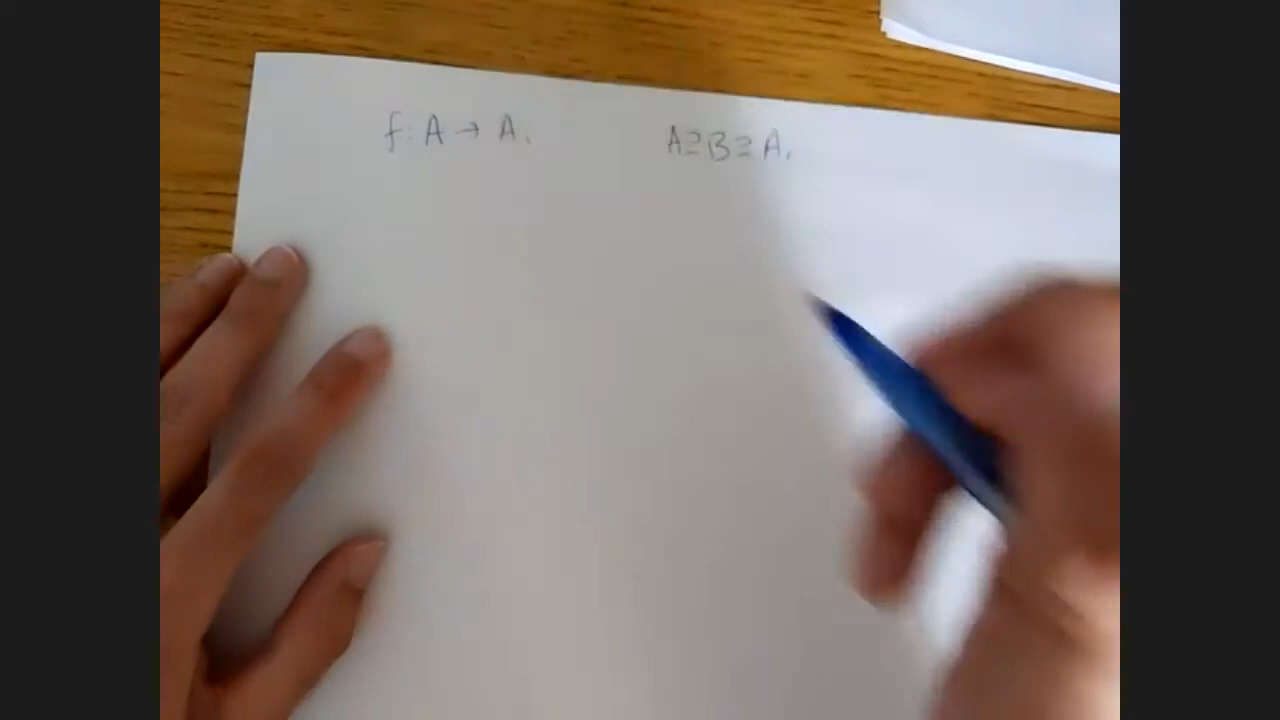 f: A → A. A ⊇ B ⊇ A.